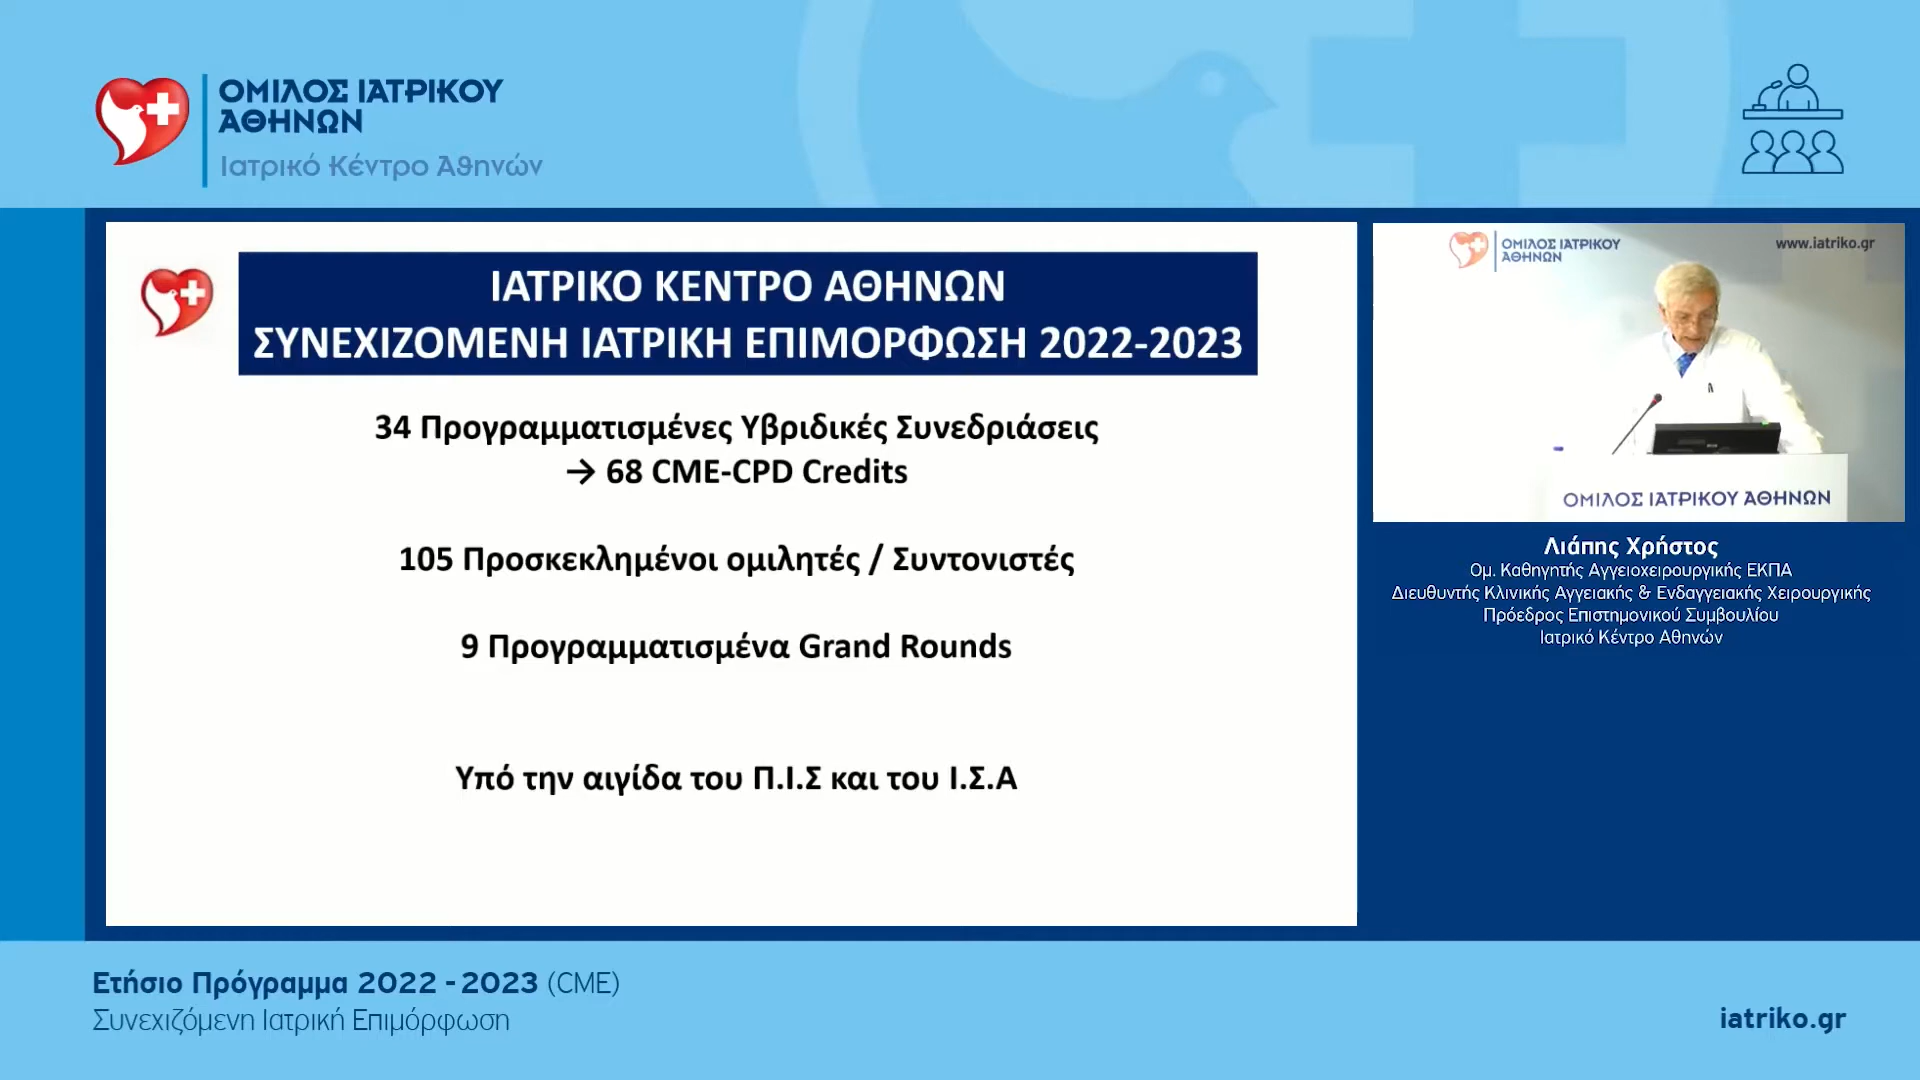 ΟΜΙΛΟΣ ΙΑΤΡΙΚΟΥ
ΑΘΗΝΩΝ
Ιατρικό Κέντρο Αθηνών
ΙΑΤΡΙΚΟ ΚΕΝΤΡΟ ΑΘΗΝΩΝ
ΣΥΝΕΧΙΖΟΜΕΝΗ ΙΑΤΡΙΚΗ ΕΠΙΜΟΡΦΩΣΗ 2022-2023
34 Προγραμματισμένες Υβριδικές Συνεδριάσεις
→ 68 CME-CPD Credits
105 Προσκεκλημένοι ομιλητές / Συντονιστές
9 Προγραμματισμένα Grand Rounds
Υπό την αιγίδα του Π.Ι.Σ και του Ι.Σ.Α
ΟΜΙΛΟΣ ΙΑΤΡΙΚΟΥ
ΑΘΗΝΩΝ
www.iatriko.gr
ΟΜΙΛΟΣ ΙΑΤΡΙΚΟΥ ΑΘΗΝΩΝ
Λιάπης Χρήστος
Ομ. Καθηγητής Αγγειοχειρουργικής ΕΚΠΑ
Διευθυντής Κλινικής Αγγειακής & Ενδαγγειακής Χειρουργικής
Πρόεδρος Επιστημονικού Συμβουλίου
Ιατρικό Κέντρο Αθηνών
Ετήσιο Πρόγραμμα 2022 - 2023 (CME)
Συνεχιζόμενη Ιατρική Επιμόρφωση
iatriko.gr